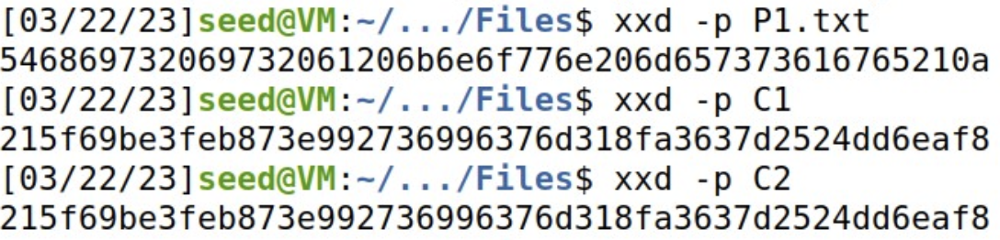 [03/22/23]seed@VM:~/.../Files$ xxd -p P1.txt
546869732069732061206b6e6f776e206d657373616765210a
[03/22/23]seed@VM:~/.../Files$ xxd -p C1
215f69be3feb873e992736996376d318fa3637d2524dd6eaf8
[03/22/23]seed@VM:~/.../Files$ xxd -p C2
215f69be3feb873e992736996376d318fa3637d2524dd6eaf8